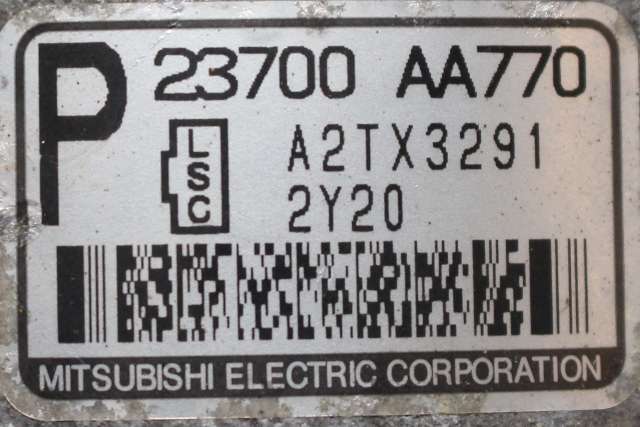 P 23700 AA770
LSC A2TX3291
2Y20
MITSUBISHI ELECTRIC CORPORATION